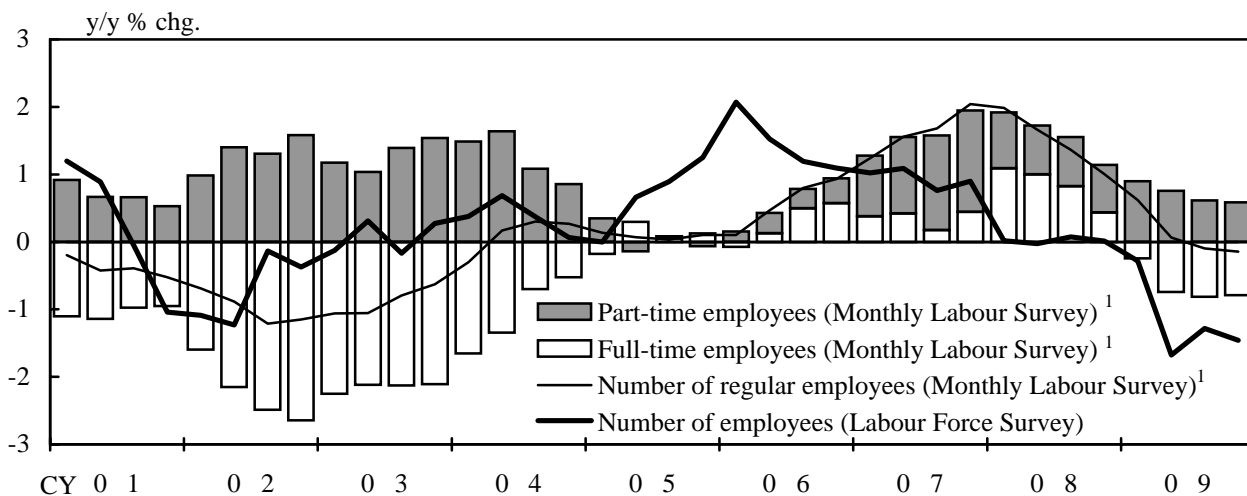 y/y % chg.
3
2
1
0
-1
-2
-3
Part-time employees (Monthly Labour Survey) 1
Full-time employees (Monthly Labour Survey) 1
Number of regular employees (Monthly Labour Survey)1
Number of employees (Labour Force Survey)
CY 0 1 0 2 0 3 0 4 0 5 0 6 0 7 0 8 0 9